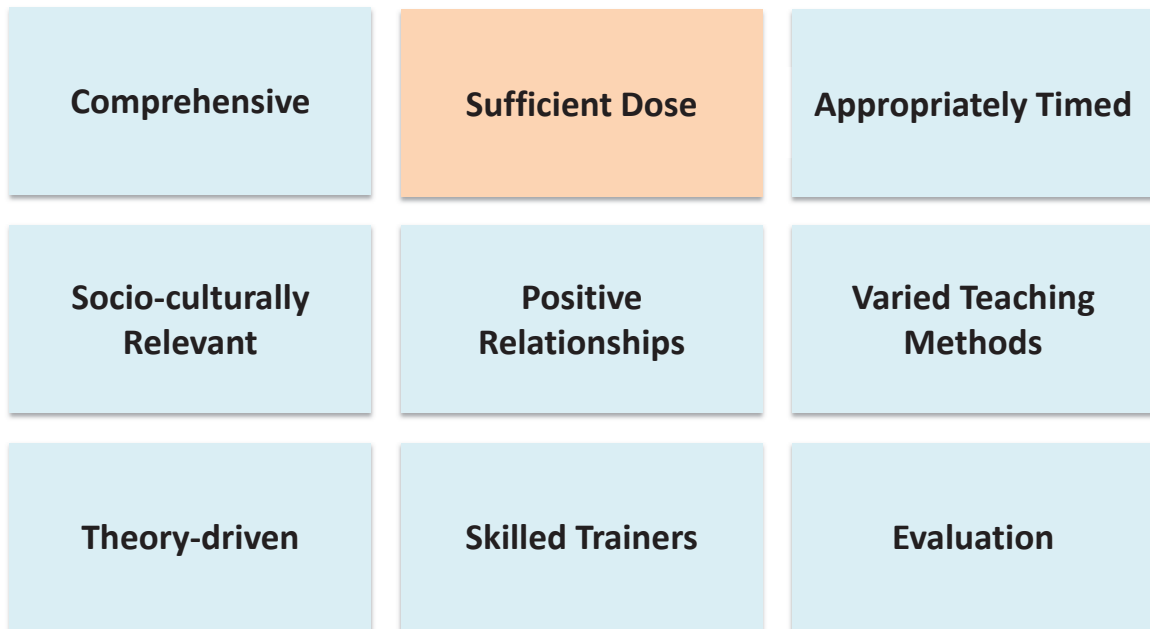 Comprehensive
Sufficient Dose
Appropriately Timed
Socio-culturally
Relevant
Positive
Relationships
Varied Teaching
Methods
Theory-driven
Skilled Trainers
Evaluation